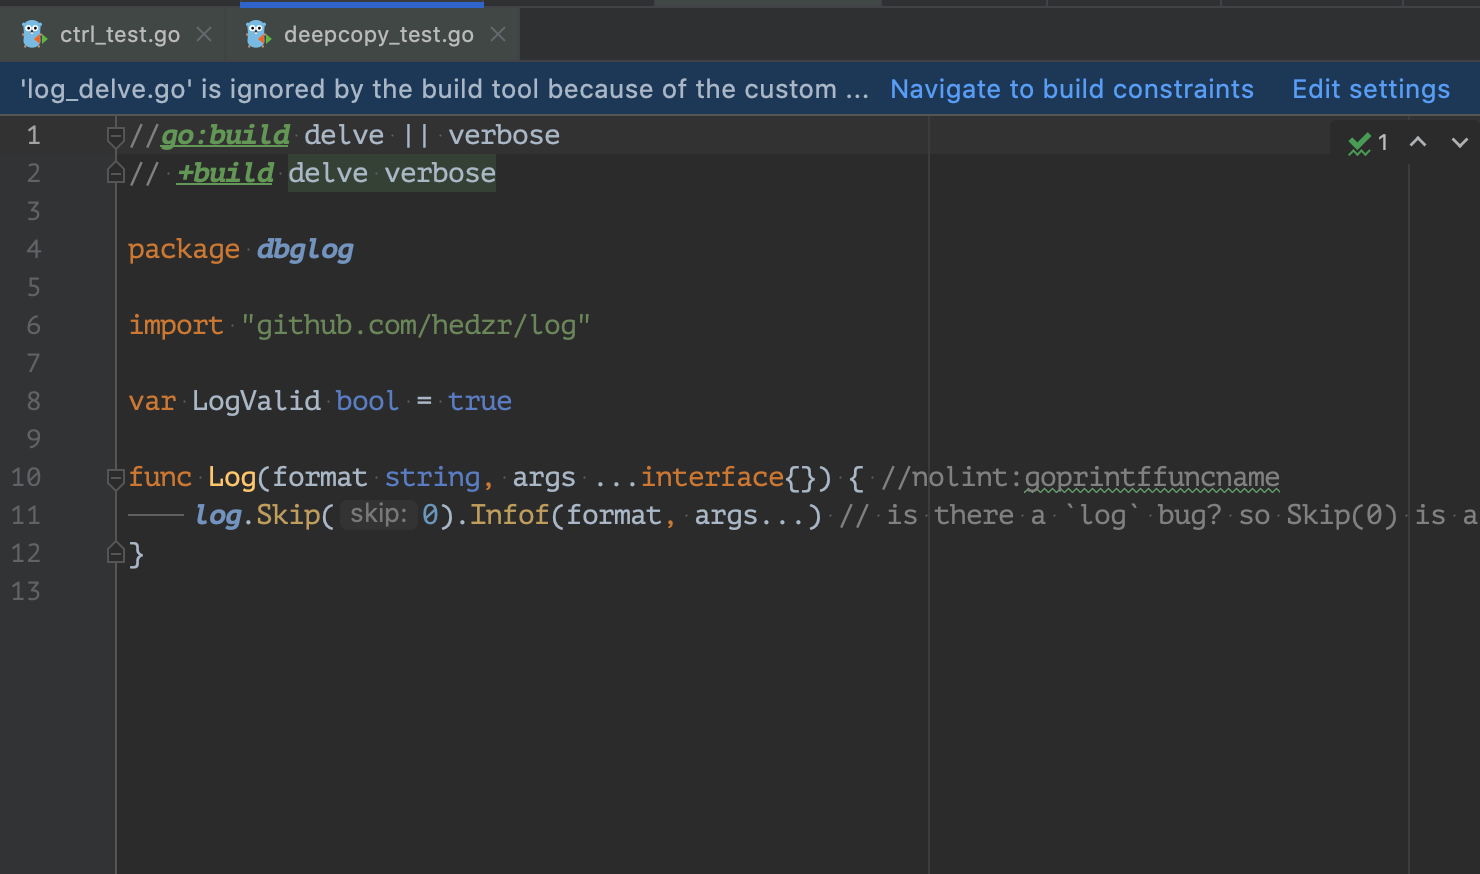 ctrl_test.go deepcopy_test.go
'log_delve.go' is ignored by the build tool because of the custom ... Navigate to build constraints Edit settings
1 //go:build delve || verbose 1
2 // +build delve verbose
3
4 package dbglog
5
6 import "github.com/hedzr/log"
7
8 var LogValid bool = true
9
10 func Log(format string, args ...interface{}) { //nolint:goprintffuncname
11 log.Skip( skip: 0).Infof(format, args...) // is there a `log` bug? so Skip(0) is a
12 }
13